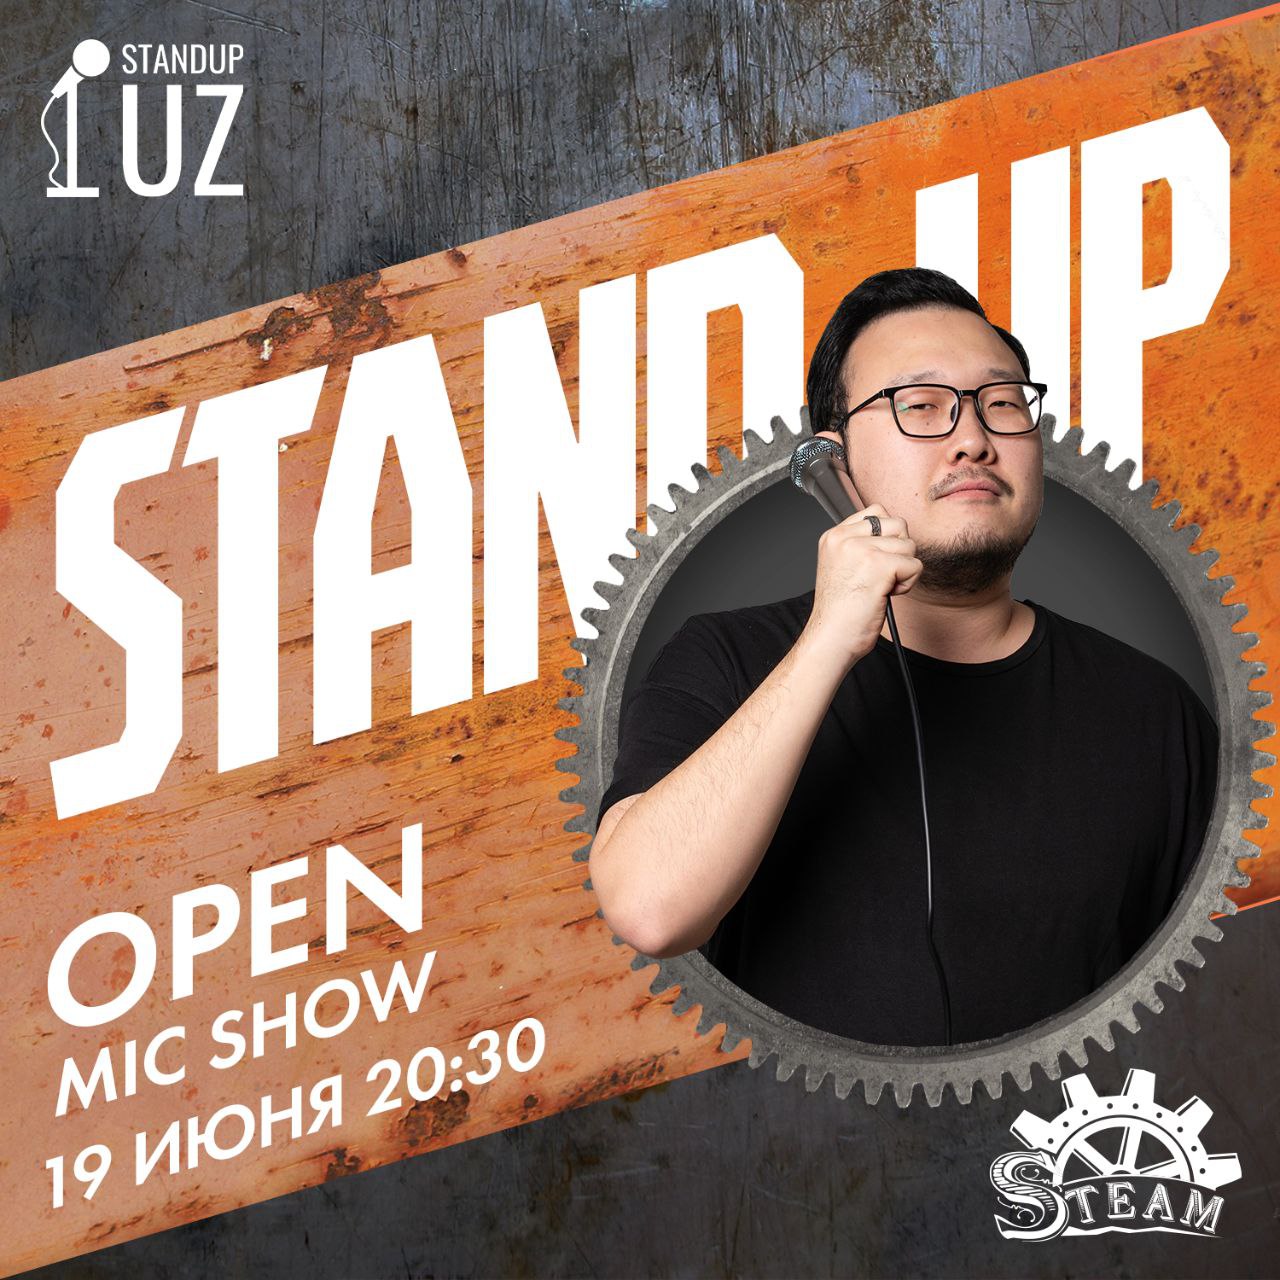 STANDUP
UZ
STAND UP
OPEN
MIC SHOW
19 ИЮНЯ 20:30
STEAM